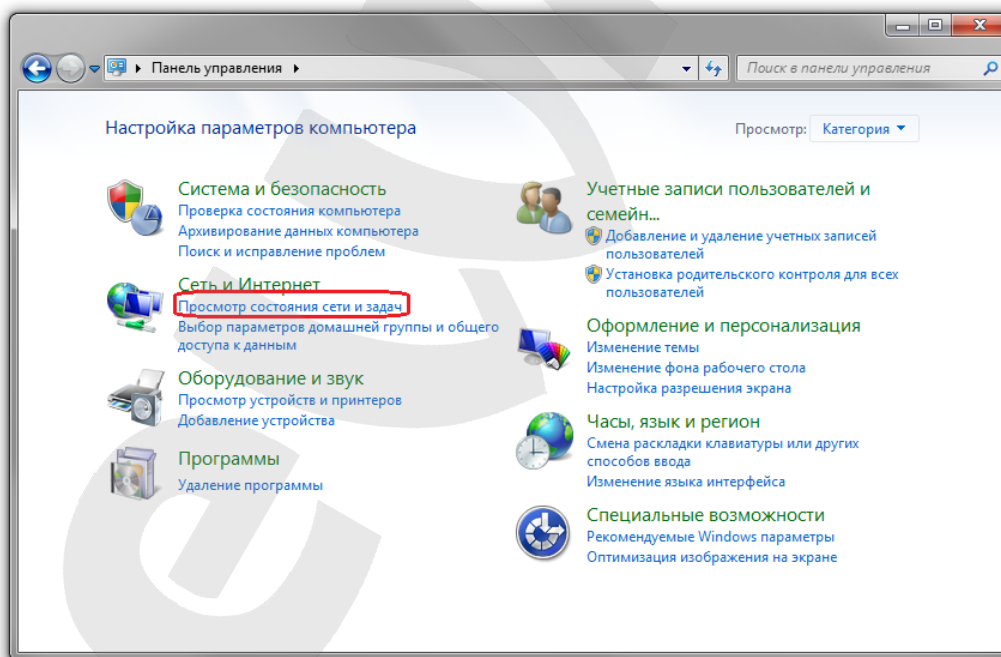 Панель управления
Поиск в панели управления
Настройка параметров компьютера
Просмотр: Категория
Система и безопасность
Проверка состояния компьютера
Архивирование данных компьютера
Поиск и исправление проблем
Сеть и Интернет
Просмотр состояния сети и задач
Выбор параметров домашней группы и общего
доступа к данным
Оборудование и звук
Просмотр устройств и принтеров
Добавление устройства
Программы
Удаление программы
Учетные записи пользователей и
семейн...
Добавление и удаление учетных записей
пользователей
Установка родительского контроля для всех
пользователей
Оформление и персонализация
Изменение темы
Изменение фона рабочего стола
Настройка разрешения экрана
Часы, язык и регион
Смена раскладки клавиатуры или других
способов ввода
Изменение языка интерфейса
Специальные возможности
Рекомендуемые Windows параметры
Оптимизация изображения на экране